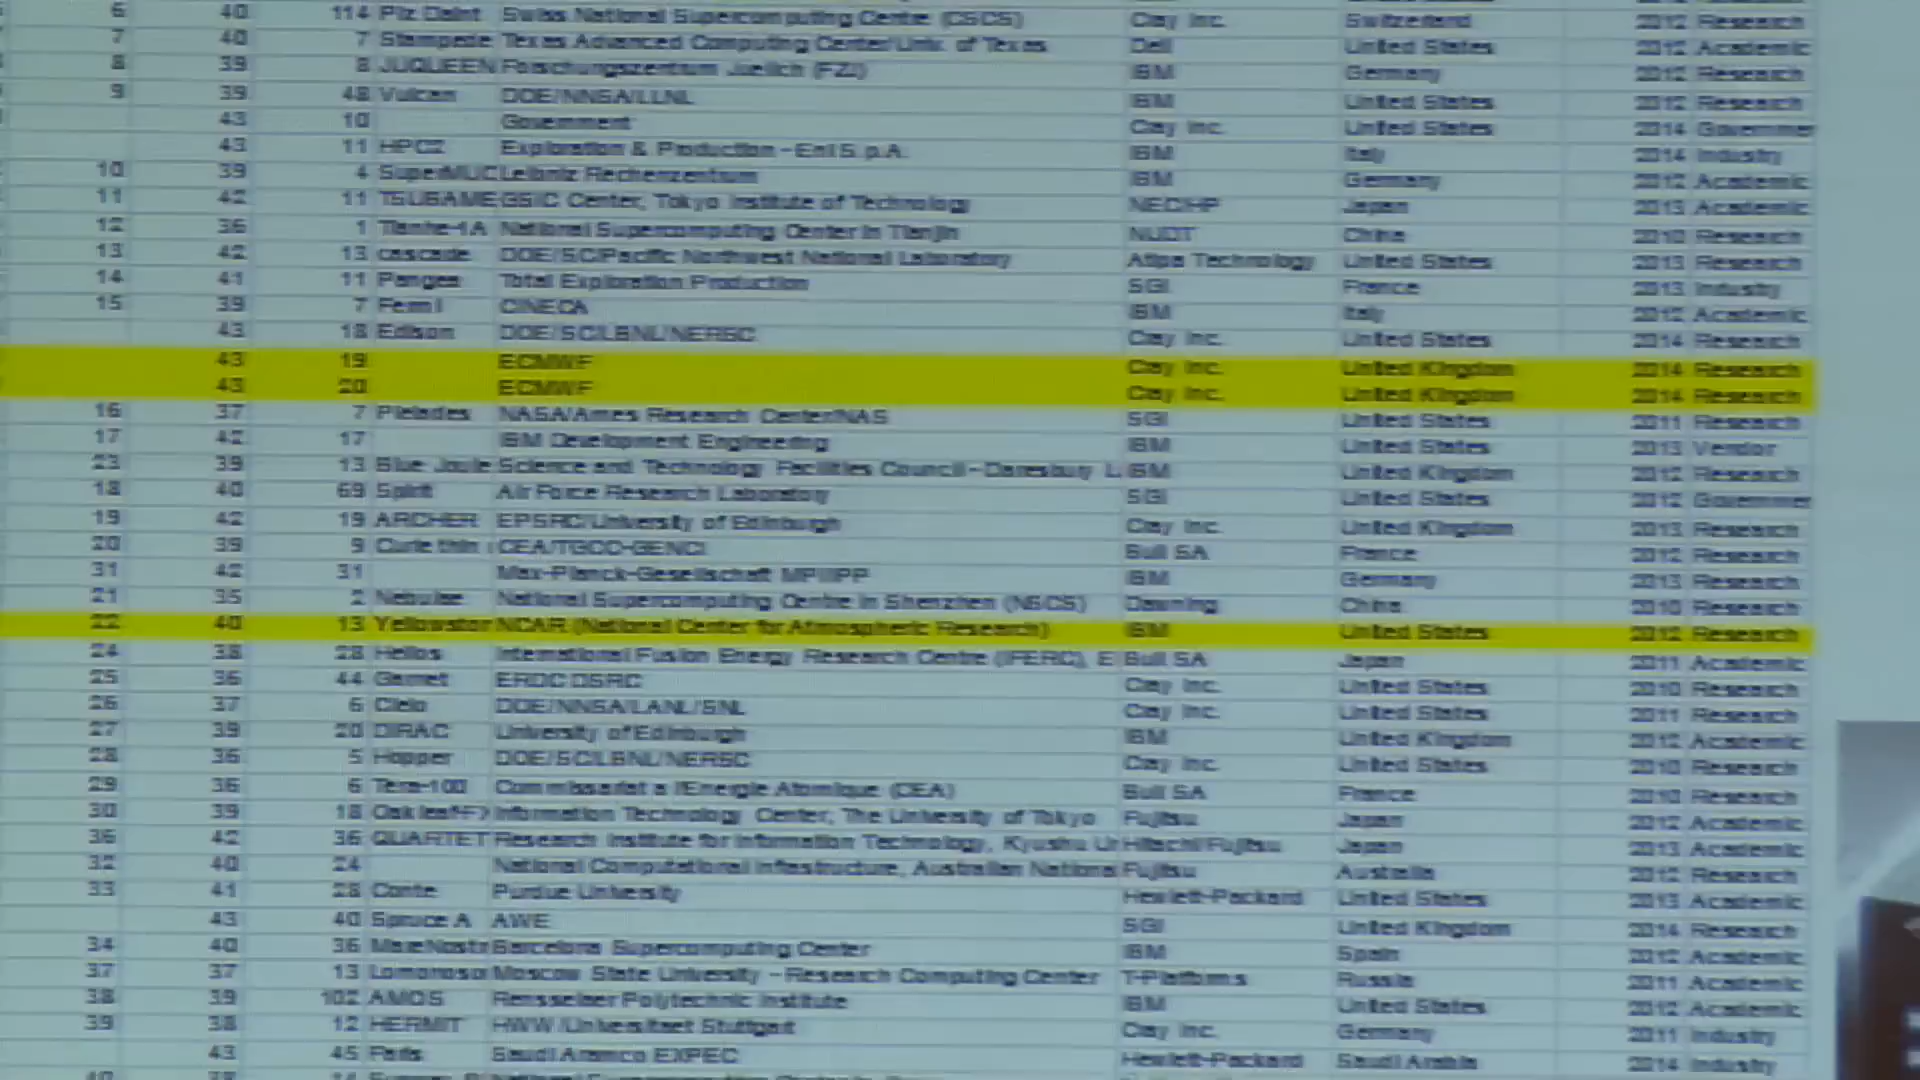 6 40 114 Piz Daint Swiss National Supercomputing Centre (CSCS) Cray Inc. Switzerland 2012 Research
7 40 7 Stampede Texas Advanced Computing Center/Univ. of Texas Dell United States 2012 Academic
8 39 8 JUQUEEN Forschungszentrum Juelich (FZJ) IBM Germany 2012 Research
9 39 48 Vulcan DOE/NNSA/LLNL IBM United States 2012 Research
43 10 Government Cray Inc. United States 2014 Governmer
43 11 HPC2 Exploration & Production - Eni S.p.A. IBM Italy 2014 Industry
10 39 4 SuperMUC Leibniz Rechenzentrum IBM Germany 2012 Academic
11 42 11 TSUBAME GSIC Center, Tokyo Institute of Technology NEC/HP Japan 2013 Academic
12 36 1 Tianhe-1A National Supercomputing Center in Tianjin NUDT China 2010 Research
13 42 13 cascade DOE/SC/Pacific Northwest National Laboratory Atipa Technology United States 2013 Research
14 41 11 Pangea Total Exploration Production SGI France 2013 Industry
15 39 7 Fermi CINECA IBM Italy 2012 Academic
43 18 Edison DOE/SC/LBNL/NERSC Cray Inc. United States 2014 Research
43 19 ECMWF Cray Inc. United Kingdom 2014 Research
43 20 ECMWF Cray Inc. United Kingdom 2014 Research
16 37 7 Pleiades NASA/Ames Research Center/NAS SGI United States 2011 Research
17 42 17 IBM Development Engineering IBM United States 2013 Vendor
23 39 13 Blue Joule Science and Technology Facilities Council - Daresbury L IBM United Kingdom 2012 Research
18 40 69 Spirit Air Force Research Laboratory SGI United States 2012 Governmer
19 42 19 ARCHER EPSRC/University of Edinburgh Cray Inc. United Kingdom 2013 Research
20 39 9 Curie thin CEA/TGCC-GENCI Bull SA France 2012 Research
31 42 31 Max-Planck-Gesellschaft MPI/IPP IBM Germany 2013 Research
21 35 2 Nebulae National Supercomputing Centre in Shenzhen (NSCS) Dawning China 2010 Research
22 40 13 Yellowstor NCAR (National Center for Atmospheric Research) IBM United States 2012 Research
24 38 28 Helios International Fusion Energy Research Centre (IFERC), E Bull SA Japan 2011 Academic
25 36 44 Garnet ERDC DSRC Cray Inc. United States 2010 Research
26 37 6 Cielo DOE/NNSA/LANL/SNL Cray Inc. United States 2011 Research
27 39 20 DIRAC University of Edinburgh IBM United Kingdom 2012 Academic
28 36 5 Hopper DOE/SC/LBNL/NERSC Cray Inc. United States 2010 Research
29 36 6 Tera-100 Commissariat a l'Energie Atomique (CEA) Bull SA France 2010 Research
30 39 18 Oakleaf-F Information Technology Center, The University of Tokyo Fujitsu Japan 2012 Academic
36 42 36 QUARTET Research Institute for Information Technology, Kyushu Ur Hitachi/Fujitsu Japan 2013 Academic
32 40 24 National Computational Infrastructure, Australian Nationa Fujitsu Australia 2012 Research
33 41 28 Conte Purdue University Hewlett-Packard United States 2013 Academic
43 40 Spruce A AWE SGI United Kingdom 2014 Research
34 40 36 MareNostr Barcelona Supercomputing Center IBM Spain 2012 Academic
37 37 13 Lomonoso Moscow State University - Research Computing Center T-Platforms Russia 2011 Academic
38 39 102 AMOS Rensselaer Polytechnic Institute IBM United States 2012 Academic
39 38 12 HERMIT HWW/Universitaet Stuttgart Cray Inc. Germany 2011 Industry
43 45 Faris Saudi Aramco EXPEC Hewlett-Packard Saudi Arabia 2014 Industry